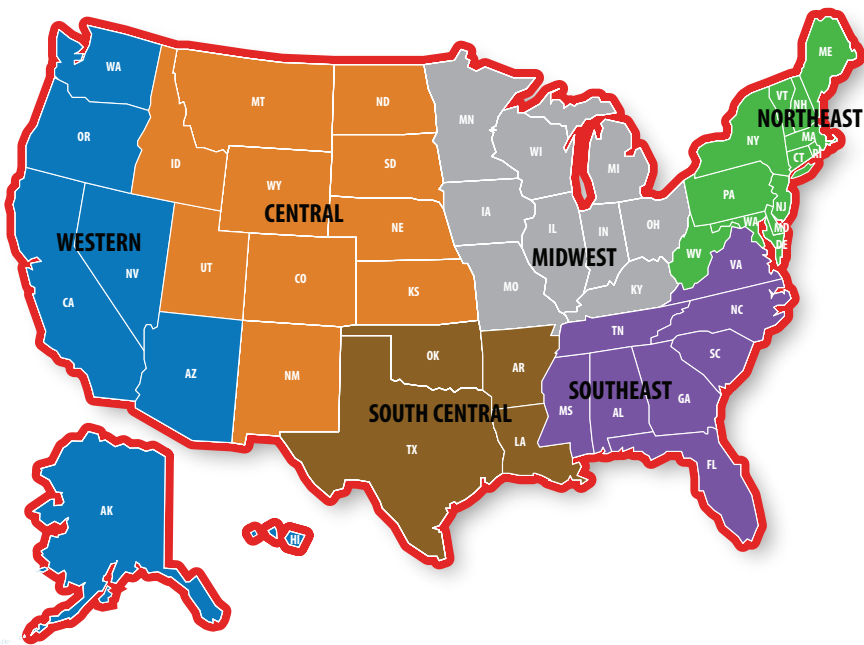 ME
WA
VT
NH
MT
ND
MN
NORTHEAST
OR
MA
NY
WI
CT
RI
ID
SD
MI
WY
PA
CENTRAL
NJ
IA
WA
NE
IL
IN
OH
MD
WESTERN
DE
WV
MIDWEST
VA
NV
UT
CO
MO
KS
KY
CA
NC
TN
SC
OK
AR
AZ
NM
SOUTHEAST
GA
MS
AL
SOUTH CENTRAL
LA
TX
FL
AK
HI